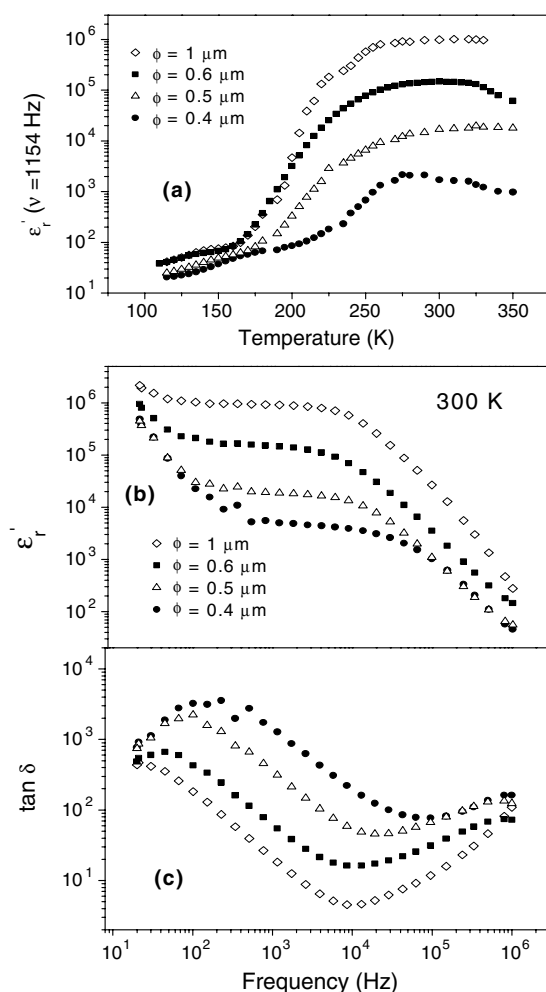 10^6
10^5
10^4
10^3
10^2
10^1
ε_r' ( ν =1154 Hz)
ϕ = 1 μm
ϕ = 0.6 μm
ϕ = 0.5 μm
ϕ = 0.4 μm
(a)
100 150 200 250 300 350
Temperature (K)
10^6
10^5
10^4
10^3
10^2
ε_r'
300 K
(b)
ϕ = 1 μm
ϕ = 0.6 μm
ϕ = 0.5 μm
ϕ = 0.4 μm
10^4
10^3
10^2
10^1
tan δ
(c)
10^1 10^2 10^3 10^4 10^5 10^6
Frequency (Hz)